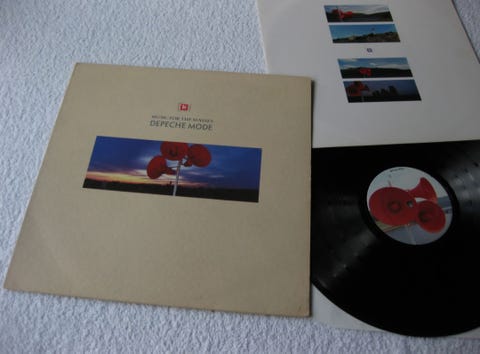 MUSIC FOR THE MASSES
DEPECHE MODE